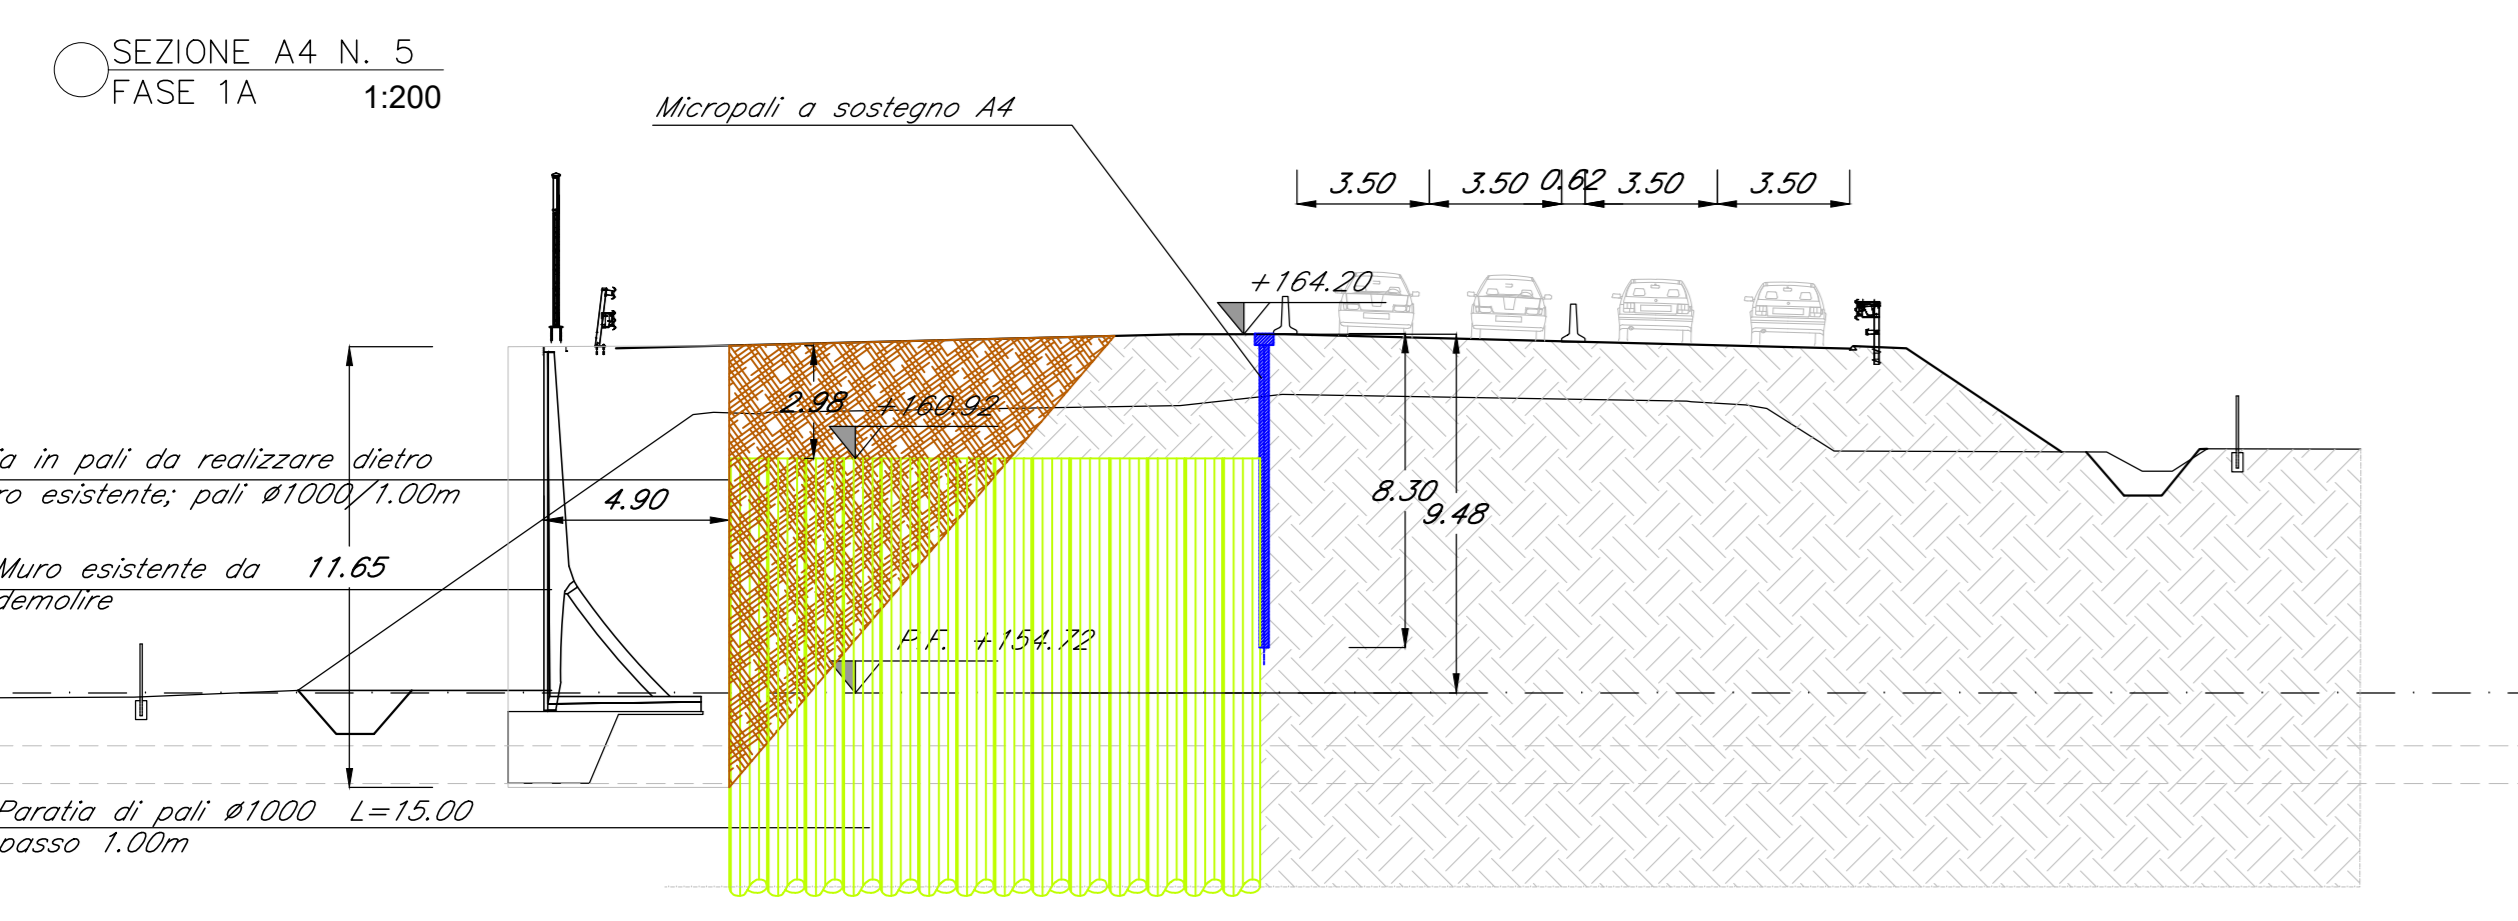 SEZIONE A4 N. 5
FASE 1A 1:200
Micropali a sostegno A4
3.50 3.50 0.62 3.50 3.50
+164.20
2.98 +160.92
ia in pali da realizzare dietro
ro esistente; pali ø1000/1.00m
4.90
8.30
9.48
Muro esistente da 11.65
demolire
P.F. +154.72
Paratia di pali ø1000 L=15.00
passo 1.00m